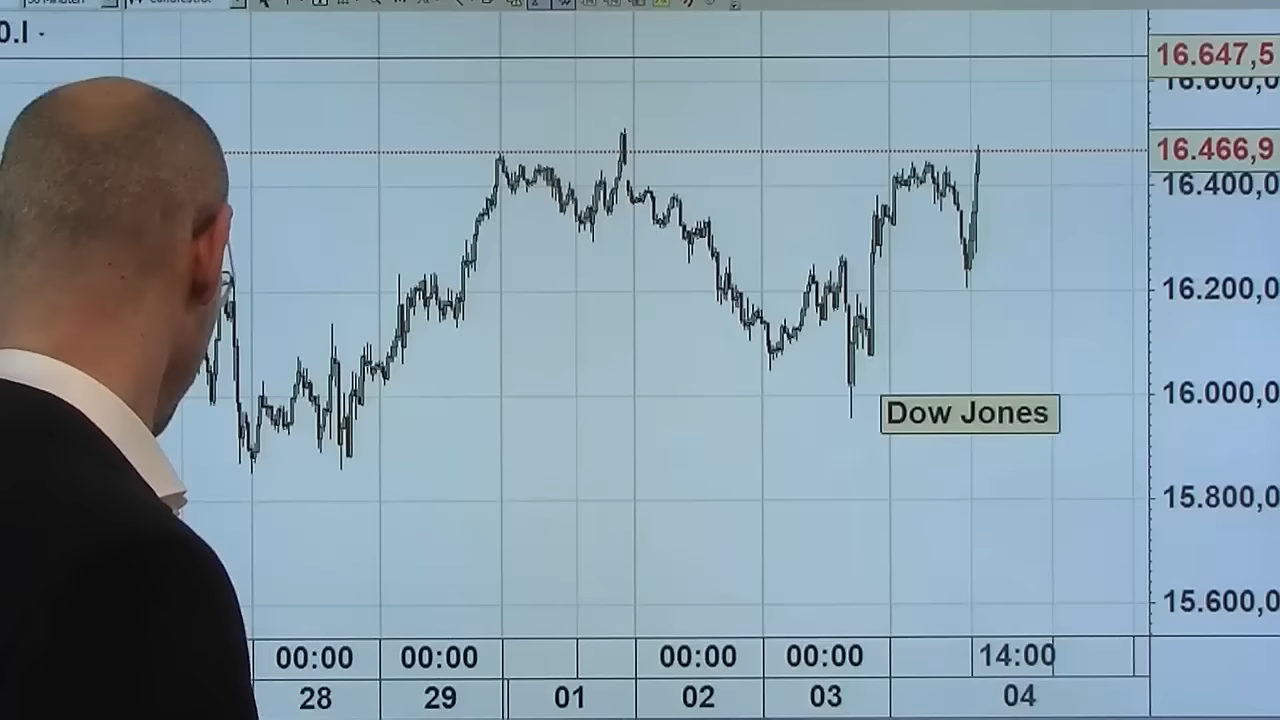 0.I -
16.647,5
16.600,0
16.466,9
16.400,0
16.200,0
16.000,0
Dow Jones
15.800,0
15.600,0
00:00 00:00 00:00 00:00 14:00
28 29 01 02 03 04